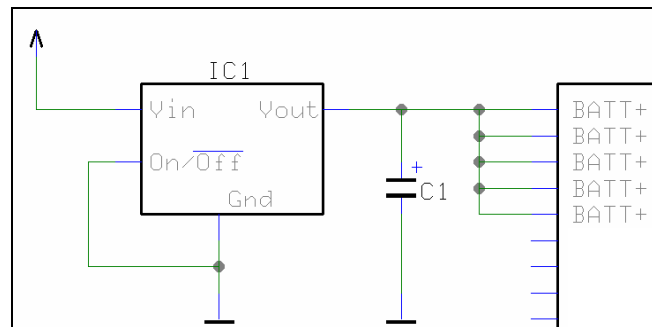 IC1
Vin
Vout
On/Off
Gnd
+
C1
BATT+
BATT+
BATT+
BATT+
BATT+